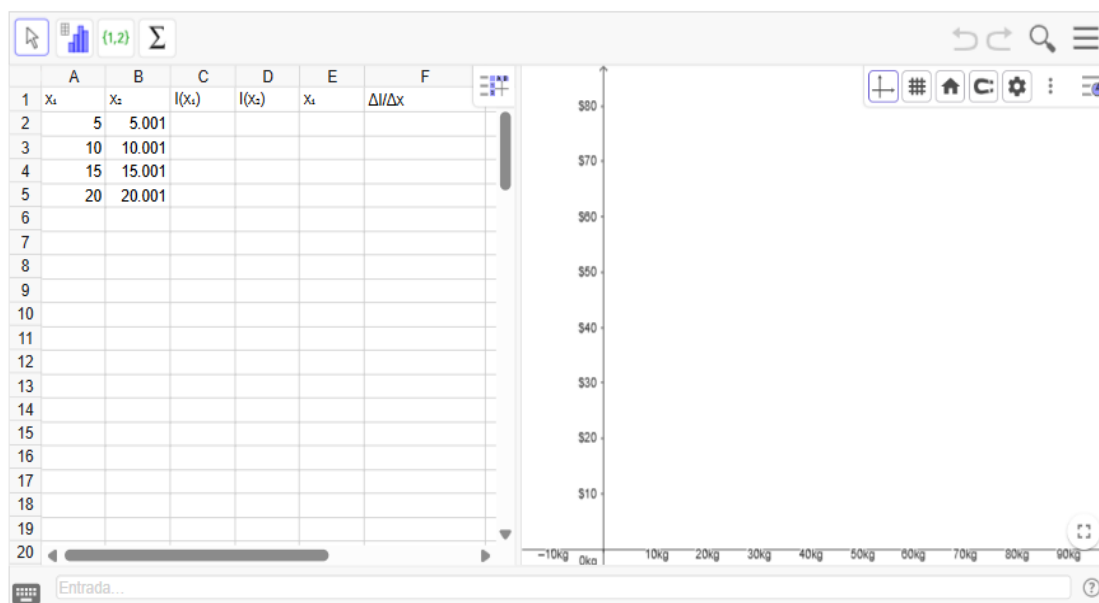 {1,2} Σ
A B C D E F
1 x₁ x₂ I(x₁) I(x₂) x₁ ΔI/Δx
2 5 5.001
3 10 10.001
4 15 15.001
5 20 20.001
6
7
8
9
10
11
12
13
14
15
16
17
18
19
20
$80
$70
$60
$50
$40
$30
$20
$10
−10kg 0kg 10kg 20kg 30kg 40kg 50kg 60kg 70kg 80kg 90kg
Entrada...
?